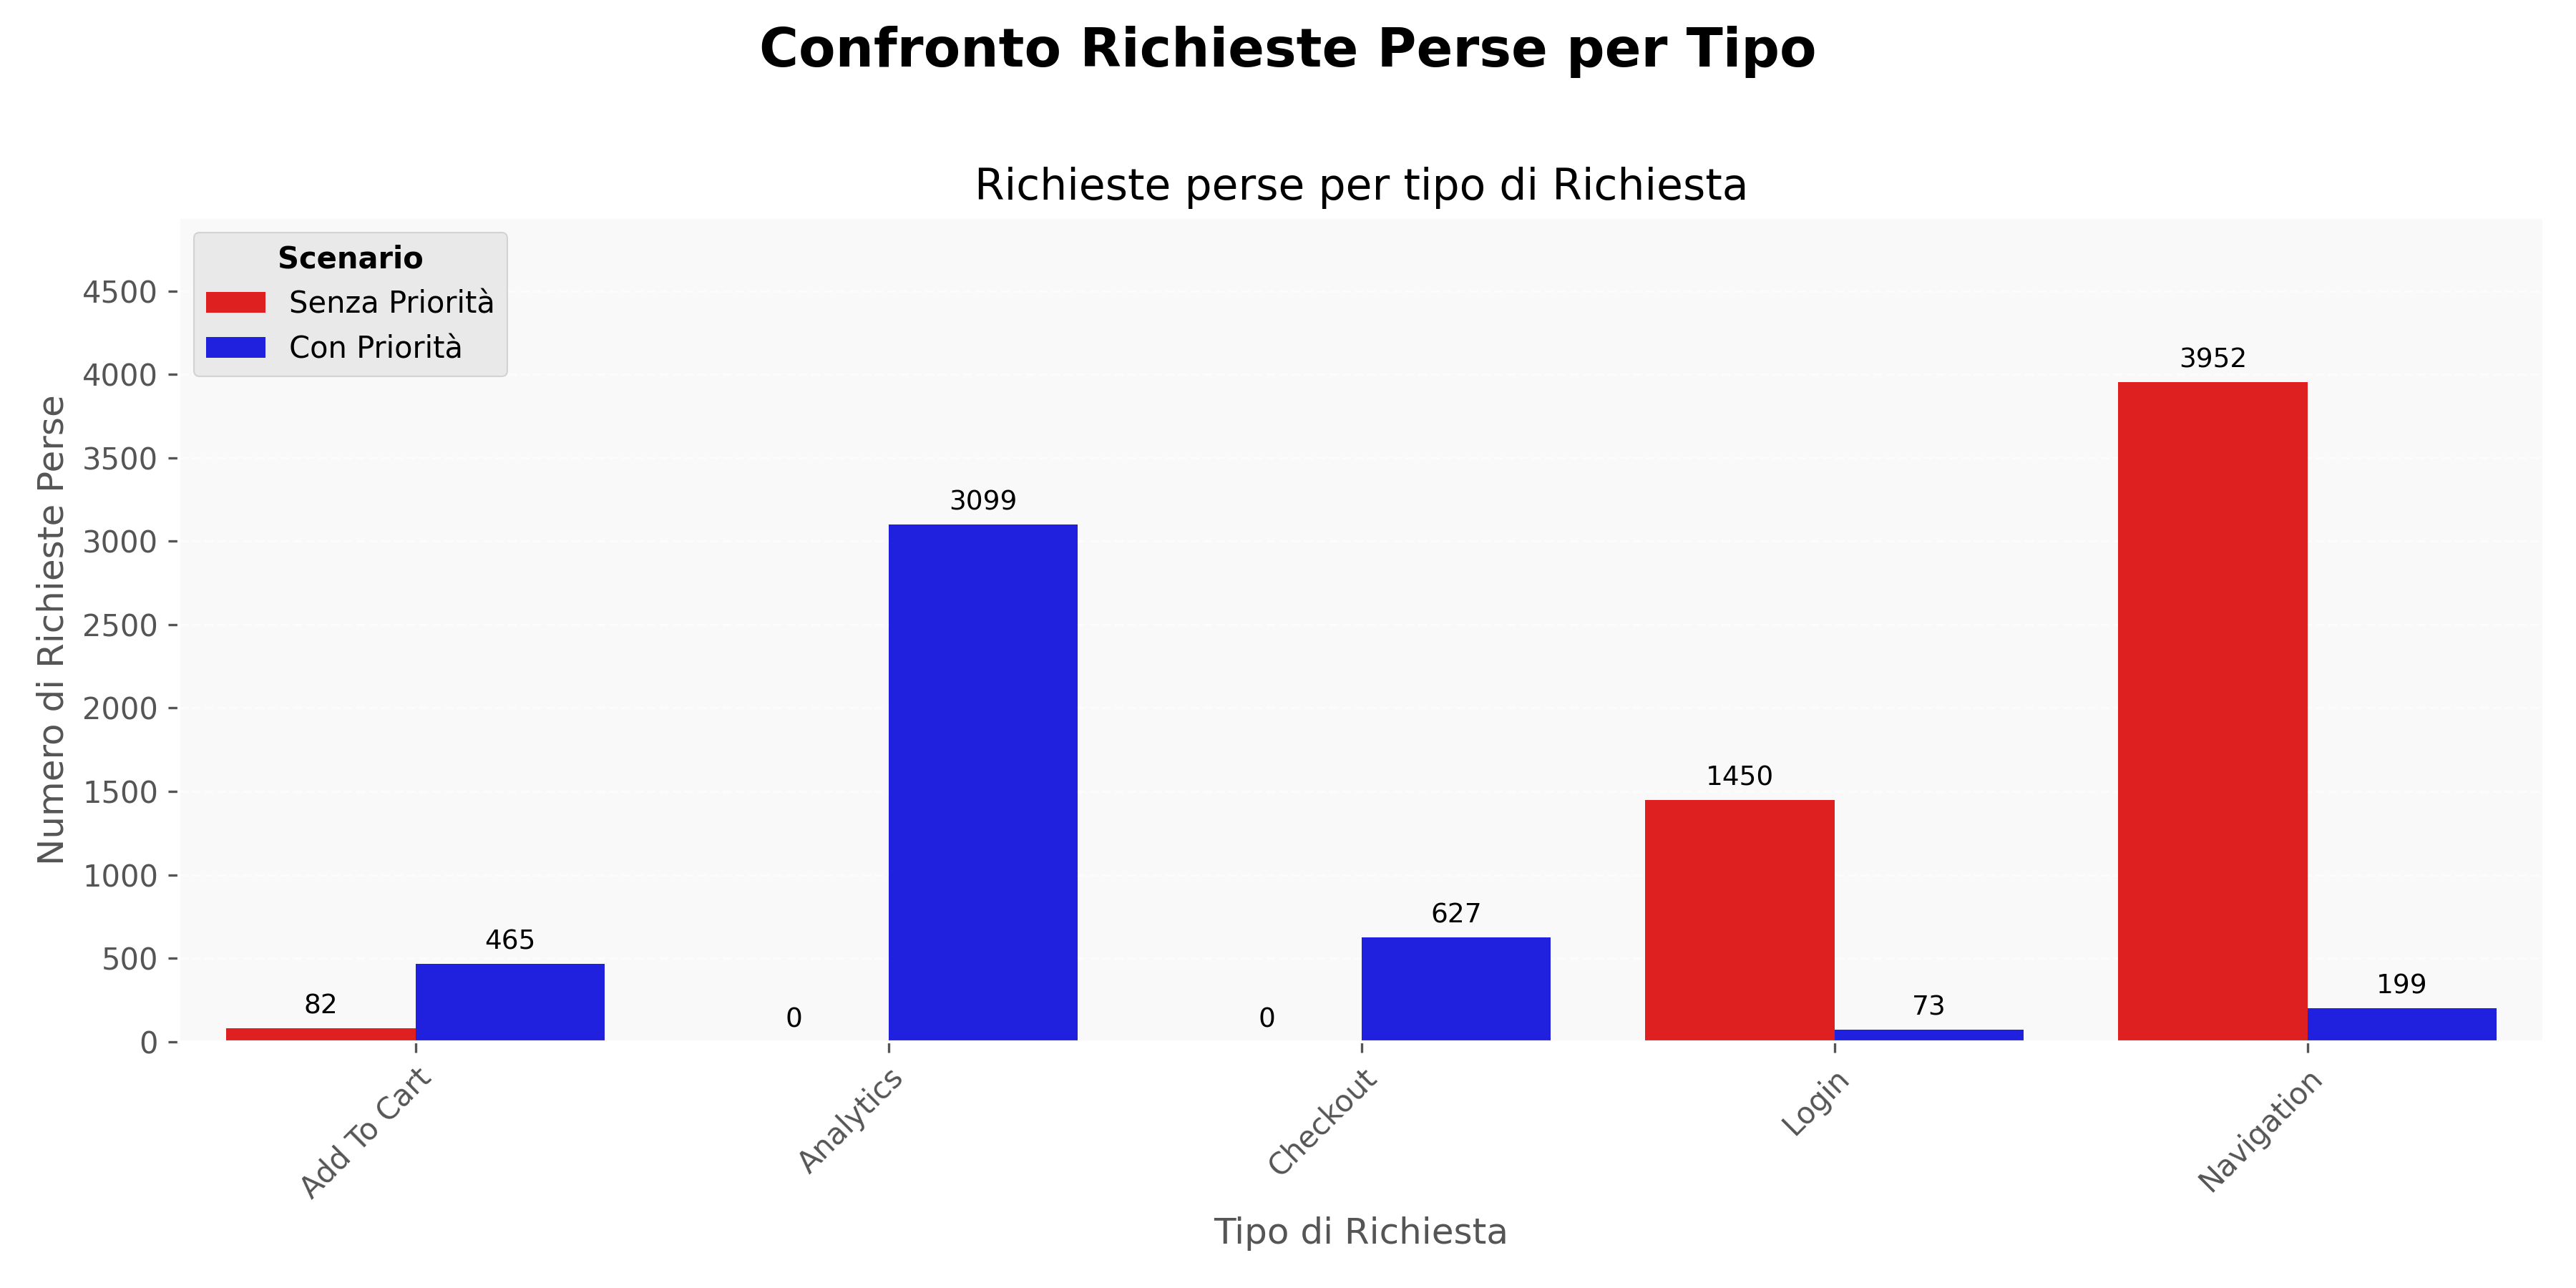 Confronto Richieste Perse per Tipo
Richieste perse per tipo di Richiesta
Scenario
Senza Priorità
Con Priorità
Numero di Richieste Perse
4500
4000
3500
3000
2500
2000
1500
1000
500
0
82
465
0
3099
0
627
1450
73
3952
199
Add To Cart
Analytics
Checkout
Login
Navigation
Tipo di Richiesta